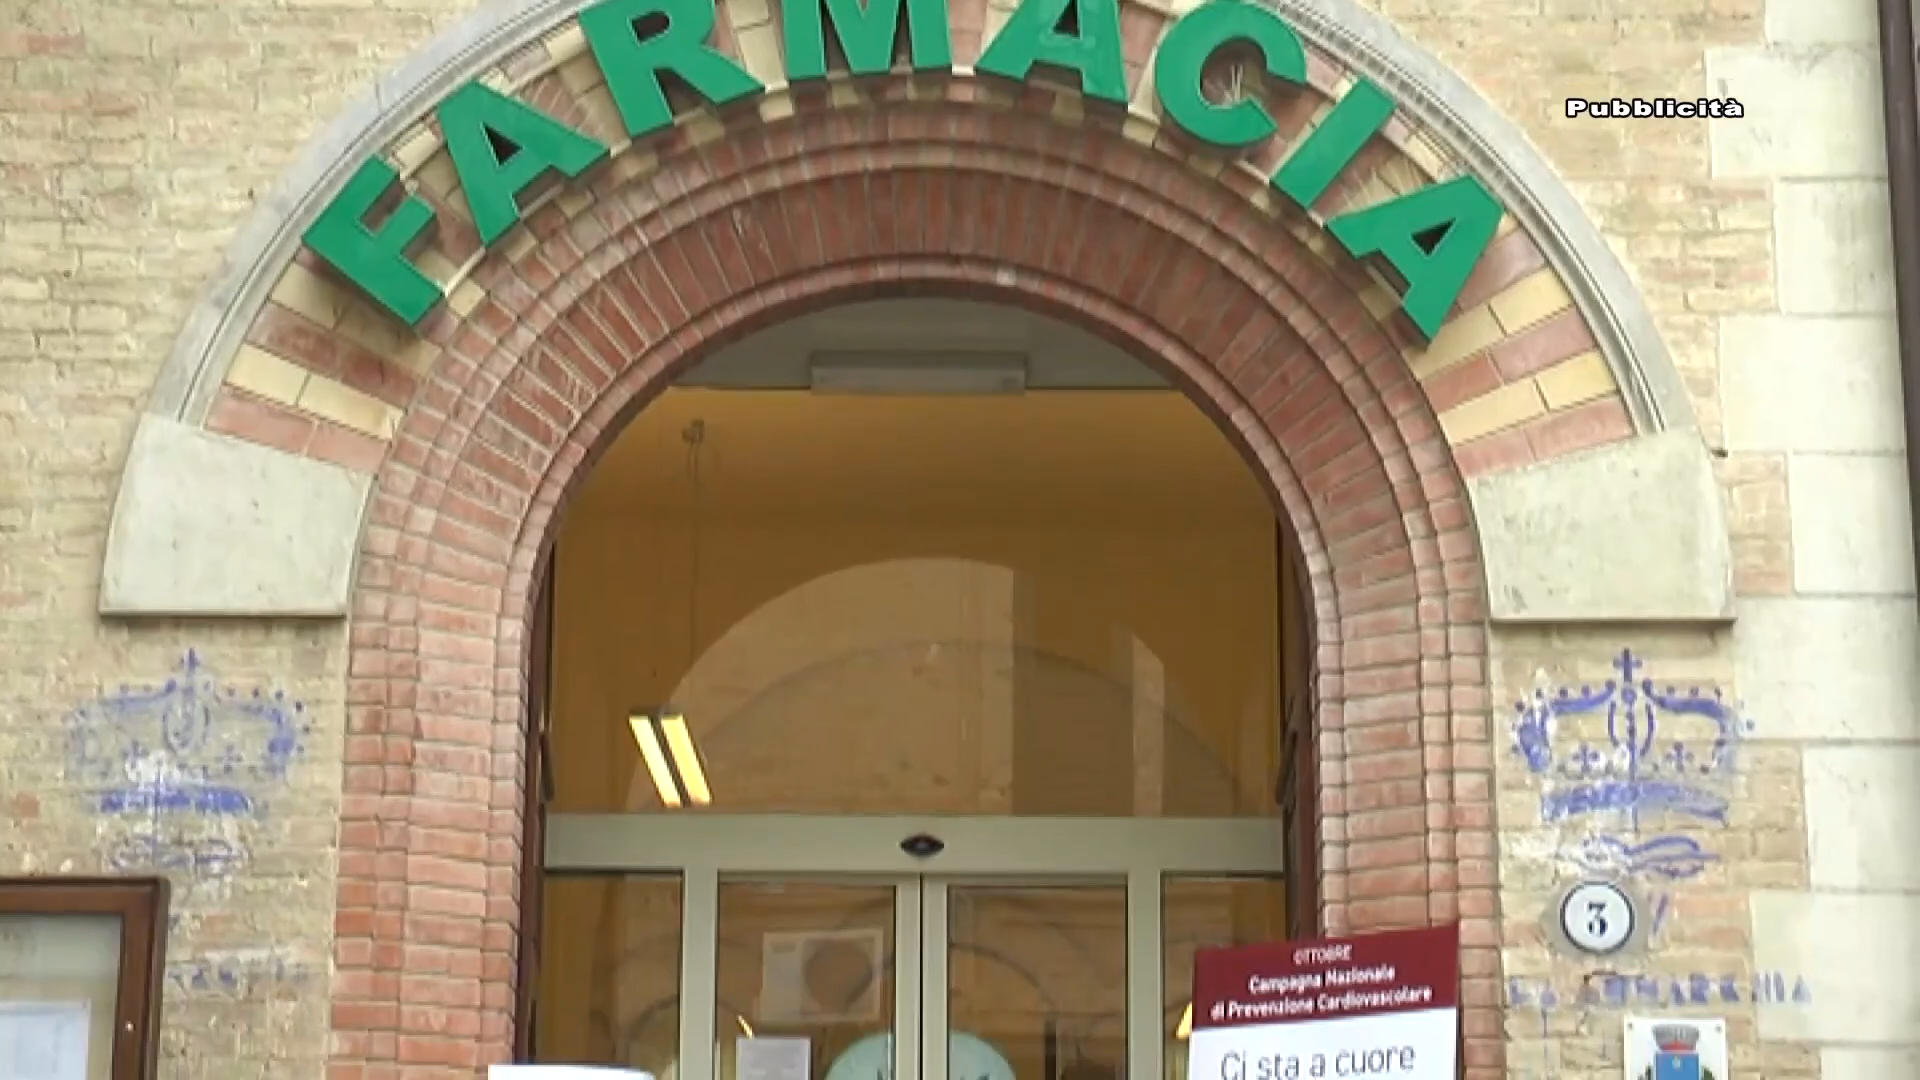 FARMACIA
Pubblicità
3
OTTOBRE
Campagna Nazionale
di Prevenzione Cardiovascolare
Ci sta a cuore